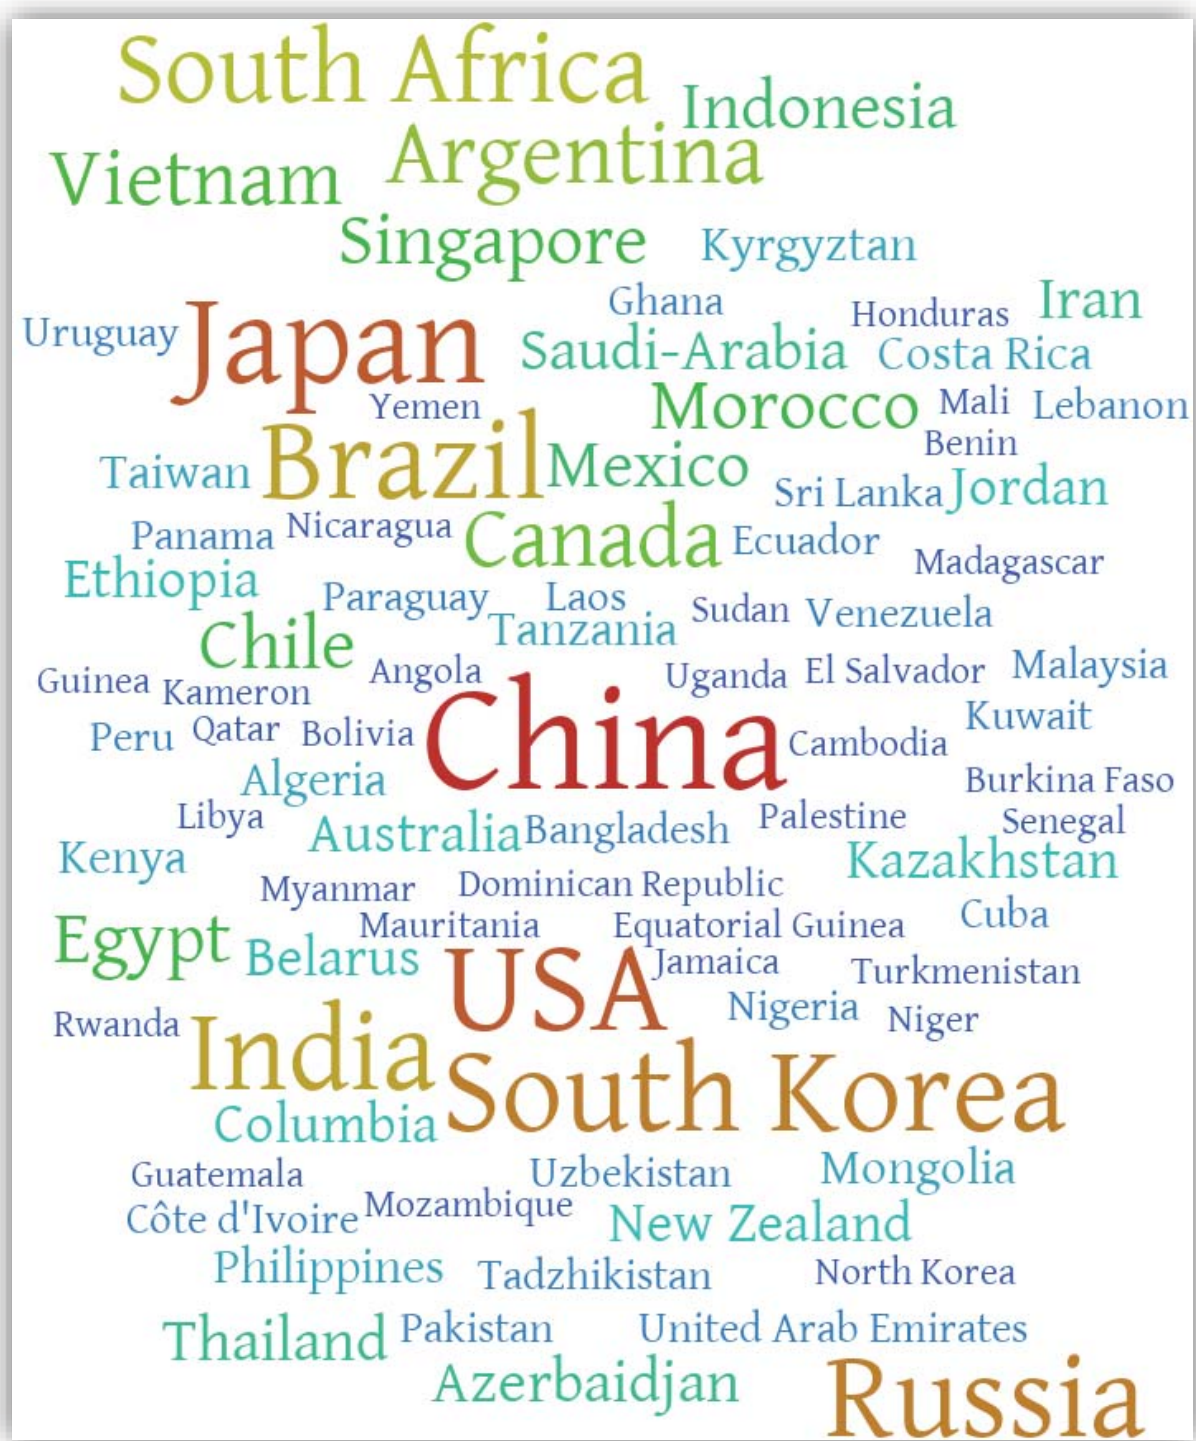 South Africa
Indonesia
Argentina
Vietnam
Singapore
Kyrgyztan
Iran
Ghana
Honduras
Uruguay
Japan
Saudi-Arabia
Costa Rica
Yemen
Morocco
Mali
Lebanon
Benin
Brazil
Taiwan
Mexico
Sri Lanka
Jordan
Panama
Nicaragua
Canada
Ecuador
Madagascar
Ethiopia
Paraguay
Laos
Sudan
Venezuela
Tanzania
Chile
Guinea
Kameron
Angola
Uganda
El Salvador
Malaysia
Peru
Qatar
Bolivia
China
Cambodia
Kuwait
Algeria
Burkina Faso
Libya
Australia
Bangladesh
Palestine
Senegal
Kenya
Kazakhstan
Myanmar
Dominican Republic
Mauritania
Equatorial Guinea
Cuba
Egypt
Belarus
USA
Jamaica
Turkmenistan
Nigeria
Niger
Rwanda
India
South Korea
Columbia
Guatemala
Uzbekistan
Mongolia
Côte d'Ivoire
Mozambique
New Zealand
Philippines
Tadzhikistan
North Korea
Thailand
Pakistan
United Arab Emirates
Azerbaidjan
Russia